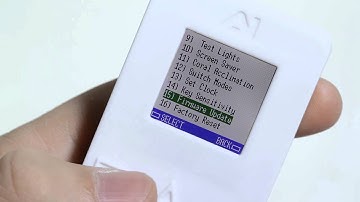 AI
9) Test Lights
10) Screen Saver
11) Coral Acclimation
12) Switch Modes
13) Set Clock
14) Key Sensitivity
15) Firmware Update
16) Factory Reset
SELECT BACK